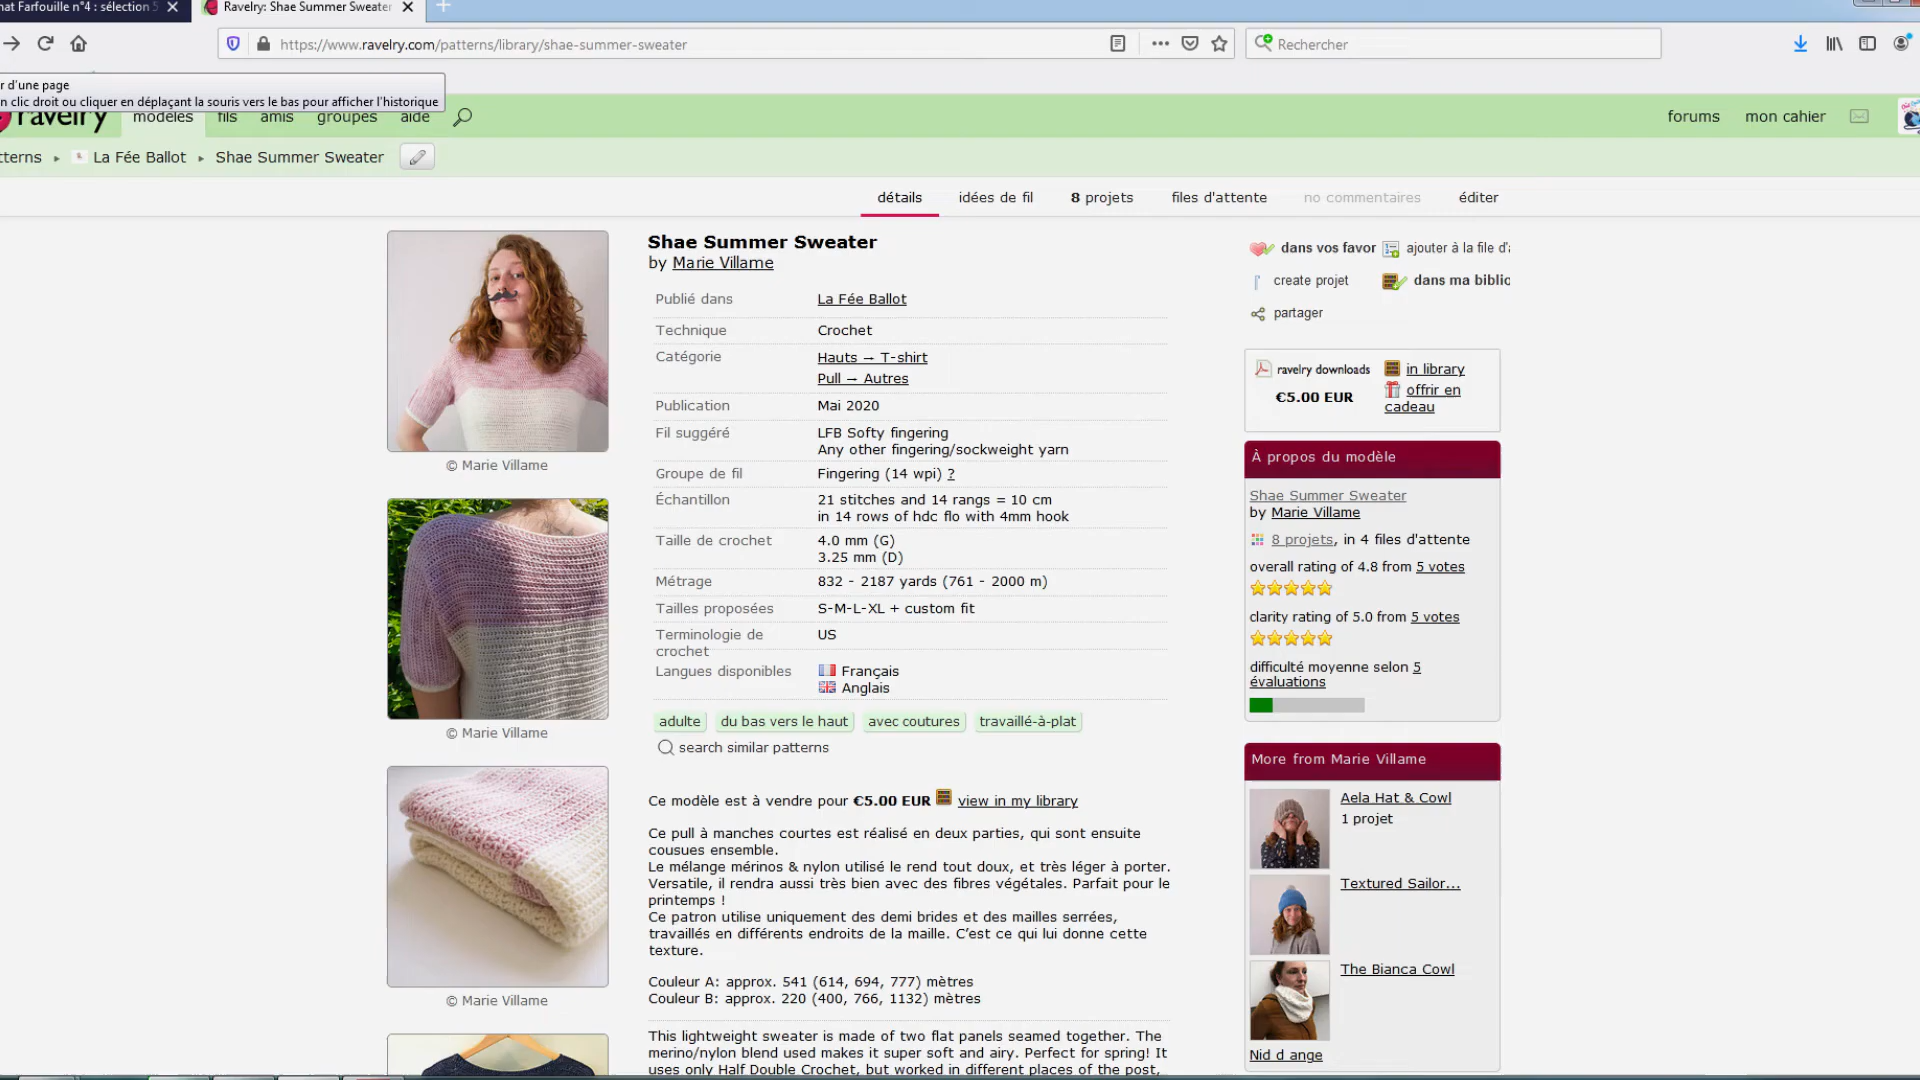 nat Farfouille n°4 : sélection 5
Ravelry: Shae Summer Sweater
https://www.ravelry.com/patterns/library/shae-summer-sweater
Rechercher
r d'une page
n clic droit ou cliquer en déplaçant la souris vers le bas pour afficher l'historique
ravelry
modèles
fils
amis
groupes
aide
forums
mon cahier
tterns ▸ La Fée Ballot ▸ Shae Summer Sweater
détails
idées de fil
8 projets
files d'attente
no commentaires
éditer
Shae Summer Sweater
by Marie Villame
Publié dans La Fée Ballot
Technique Crochet
Catégorie Hauts → T-shirt
Pull → Autres
Publication Mai 2020
Fil suggéré LFB Softy fingering
Any other fingering/sockweight yarn
Groupe de fil Fingering (14 wpi) ?
Échantillon 21 stitches and 14 rangs = 10 cm
in 14 rows of hdc flo with 4mm hook
Taille de crochet 4.0 mm (G)
3.25 mm (D)
Métrage 832 - 2187 yards (761 - 2000 m)
Tailles proposées S-M-L-XL + custom fit
Terminologie de crochet US
Langues disponibles Français
Anglais
adulte
du bas vers le haut
avec coutures
travaillé-à-plat
search similar patterns
Ce modèle est à vendre pour €5.00 EUR view in my library
Ce pull à manches courtes est réalisé en deux parties, qui sont ensuite
cousues ensemble.
Le mélange mérinos & nylon utilisé le rend tout doux, et très léger à porter.
Versatile, il rendra aussi très bien avec des fibres végétales. Parfait pour le
printemps !
Ce patron utilise uniquement des demi brides et des mailles serrées,
travaillés en différents endroits de la maille. C'est ce qui lui donne cette
texture.
Couleur A: approx. 541 (614, 694, 777) mètres
Couleur B: approx. 220 (400, 766, 1132) mètres
This lightweight sweater is made of two flat panels seamed together. The
merino/nylon blend used makes it super soft and airy. Perfect for spring! It
uses only Half Double Crochet, but worked in different places of the post,
© Marie Villame
© Marie Villame
© Marie Villame
dans vos favor
ajouter à la file d'a
create projet
dans ma biblio
partager
ravelry downloads
€5.00 EUR
in library
offrir en
cadeau
À propos du modèle
Shae Summer Sweater
by Marie Villame
8 projets, in 4 files d'attente
overall rating of 4.8 from 5 votes
clarity rating of 5.0 from 5 votes
difficulté moyenne selon 5
évaluations
More from Marie Villame
Aela Hat & Cowl
1 projet
Textured Sailor...
The Bianca Cowl
Nid d ange